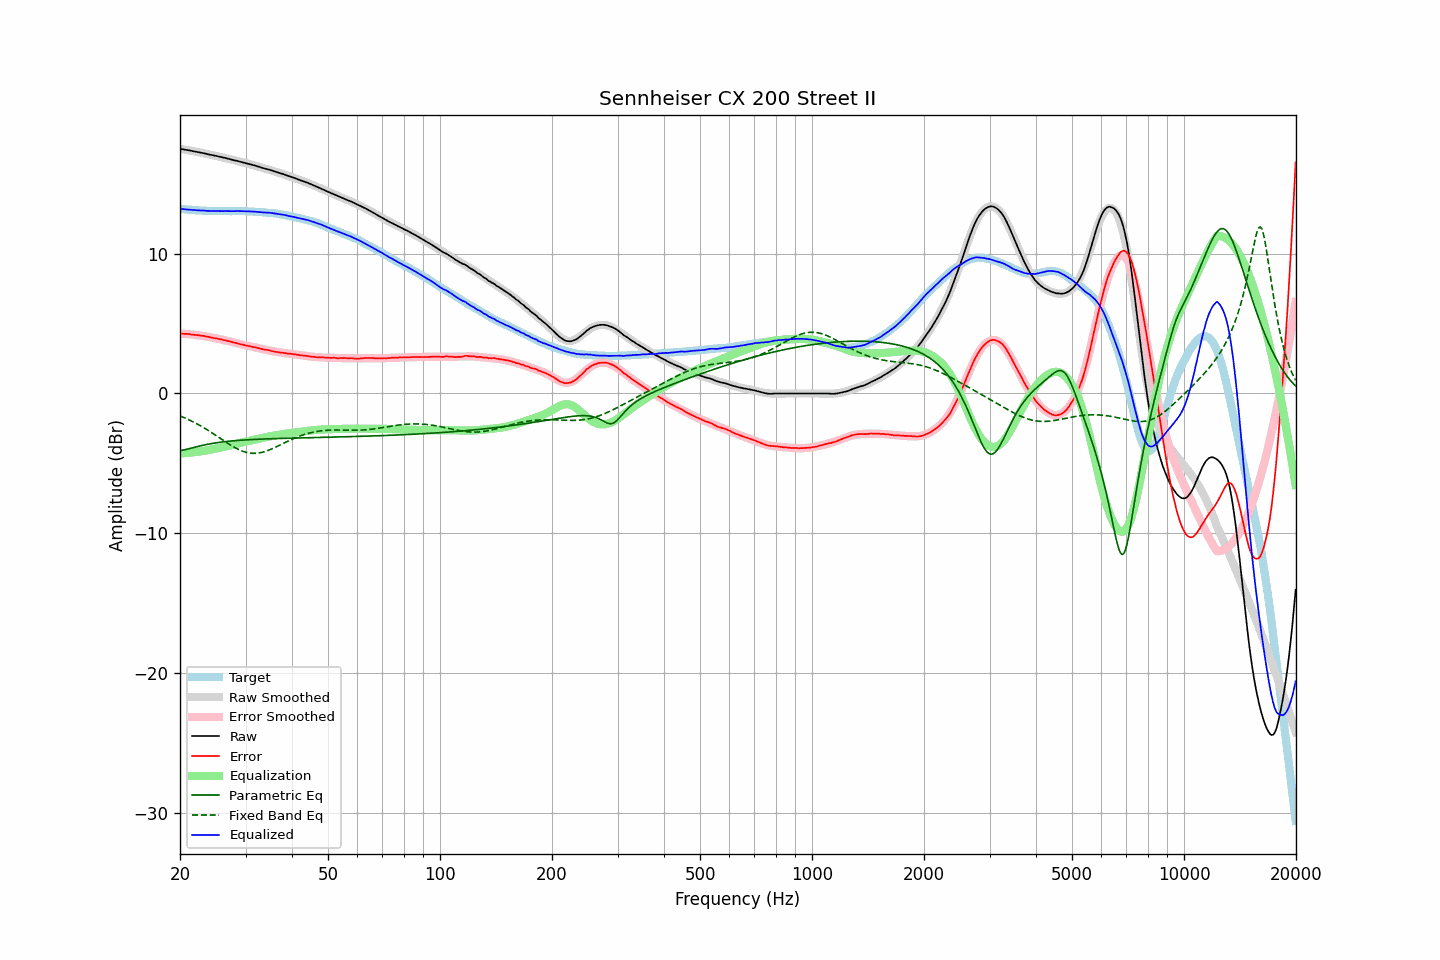 Sennheiser CX 200 Street II
10
0
−10
−20
−30
Amplitude (dBr)
Target
Raw Smoothed
Error Smoothed
Raw
Error
Equalization
Parametric Eq
Fixed Band Eq
Equalized
20 50 100 200 500 1000 2000 5000 10000 20000
Frequency (Hz)